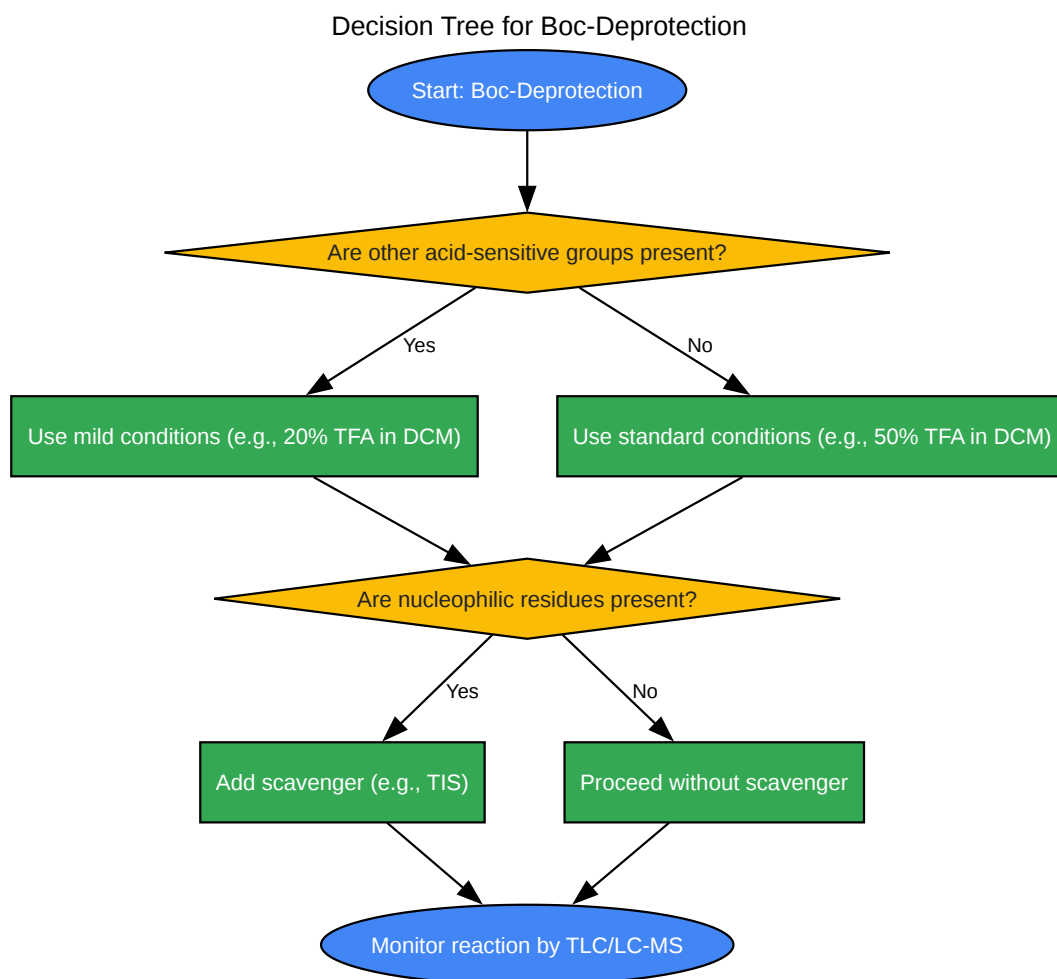 Decision Tree for Boc-Deprotection
Start: Boc-Deprotection
Are other acid-sensitive groups present?
Yes
No
Use mild conditions (e.g., 20% TFA in DCM)
Use standard conditions (e.g., 50% TFA in DCM)
Are nucleophilic residues present?
Yes
No
Add scavenger (e.g., TIS)
Proceed without scavenger
Monitor reaction by TLC/LC-MS